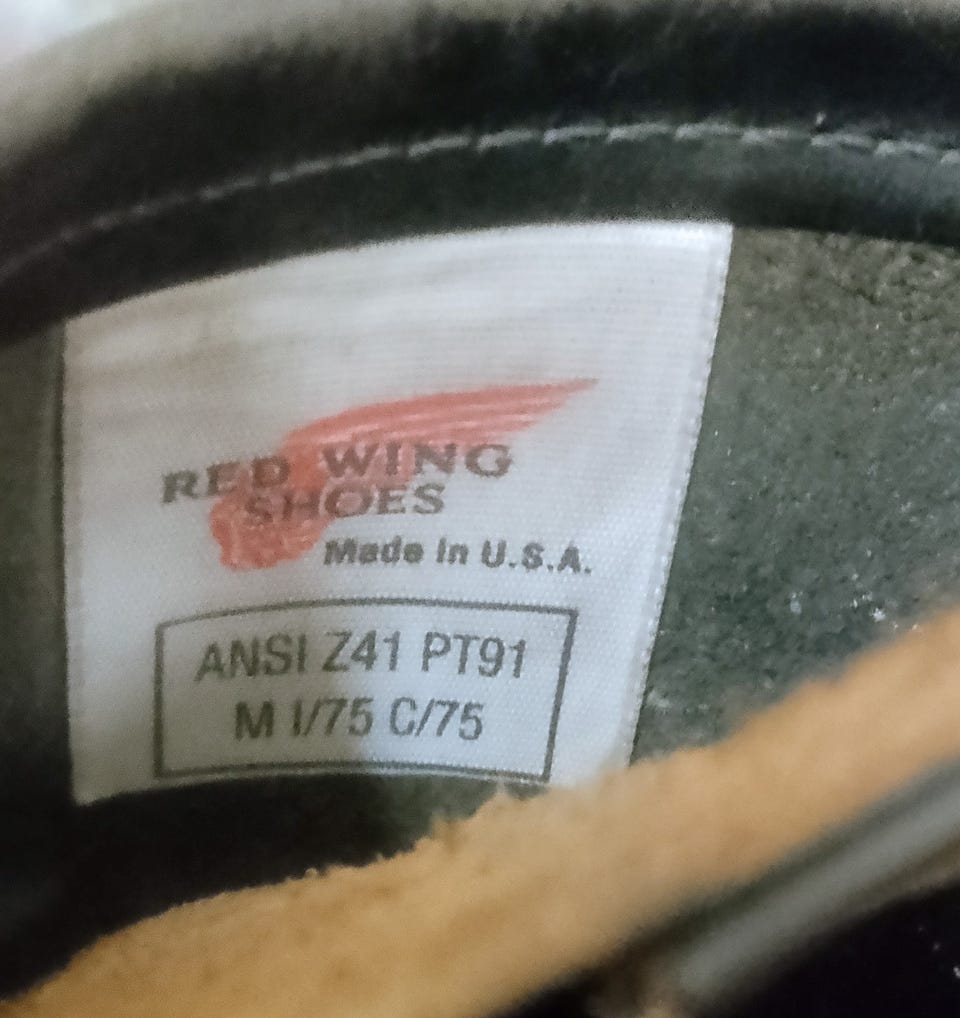 RED WING
SHOES
Made in U.S.A.
ANSI Z41 PT91
M I/75 C/75